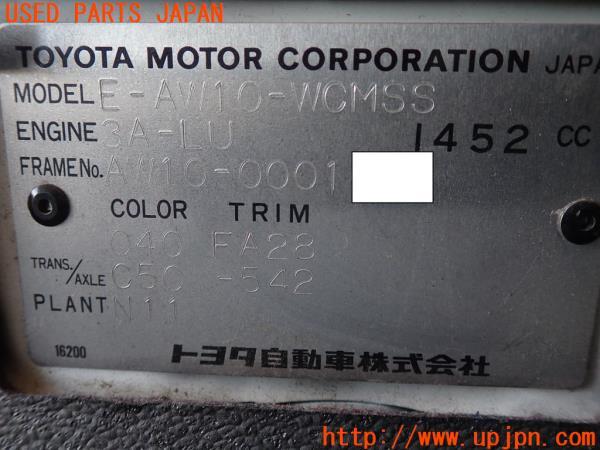 USED PARTS JAPAN
TOYOTA MOTOR CORPORATION JAPA
MODEL E-AW10-WCMSS
ENGINE 3A-LU 1452 CC
FRAME No. AW10-0001
COLOR TRIM
040 FA28
TRANS./AXLE C50 -542
PLANT N11
16200 トヨタ自動車株式会社
http://www.upjpn.com/